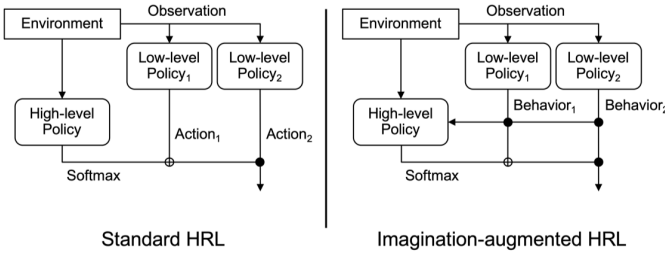 Observation
Environment
Low-level
Policy1
Low-level
Policy2
High-level
Policy
Action1
Action2
Softmax
Standard HRL
Observation
Environment
Low-level
Policy1
Low-level
Policy2
Behavior1
Behavior2
High-level
Policy
Softmax
Imagination-augmented HRL